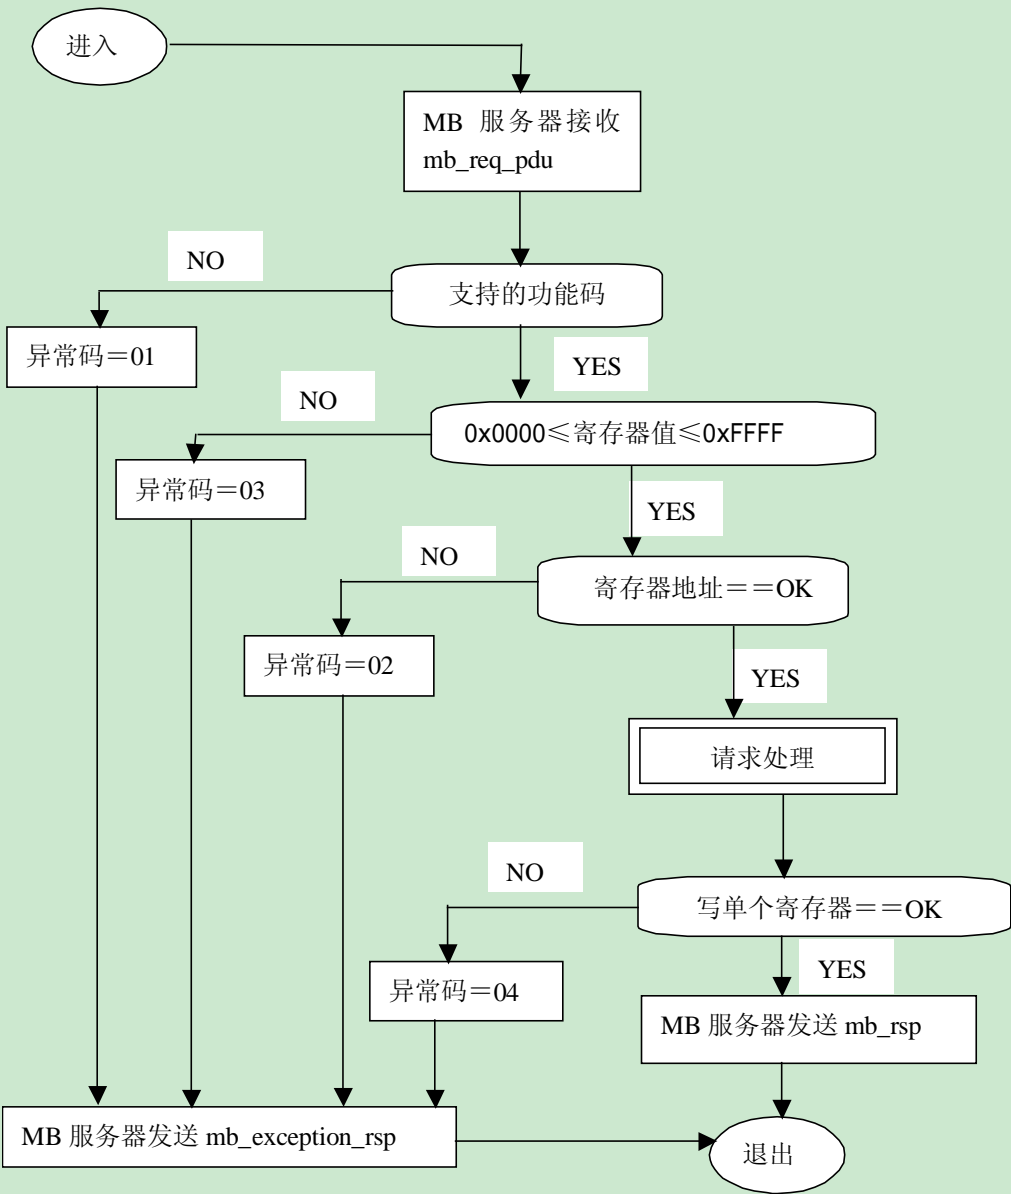 进入
MB 服务器接收
mb_req_pdu
NO
支持的功能码
异常码＝01
YES
NO
0x0000≤寄存器值≤0xFFFF
异常码＝03
YES
NO
寄存器地址＝＝OK
异常码＝02
YES
请求处理
NO
写单个寄存器＝＝OK
异常码＝04
YES
MB 服务器发送 mb_rsp
MB 服务器发送 mb_exception_rsp
退出